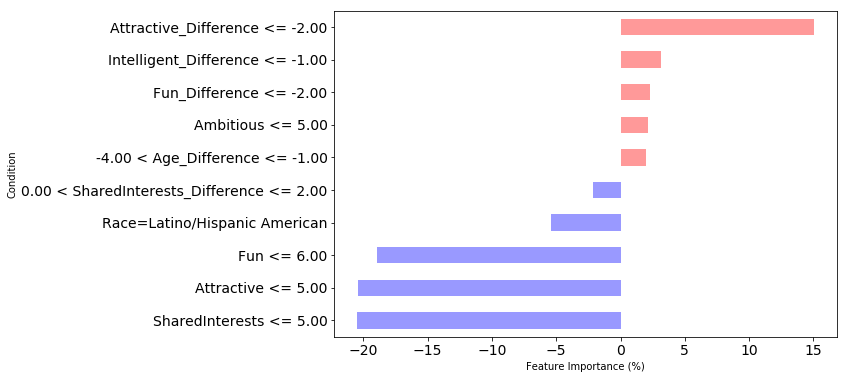 Attractive_Difference <= -2.00
Intelligent_Difference <= -1.00
Fun_Difference <= -2.00
Ambitious <= 5.00
-4.00 < Age_Difference <= -1.00
0.00 < SharedInterests_Difference <= 2.00
Race=Latino/Hispanic American
Fun <= 6.00
Attractive <= 5.00
SharedInterests <= 5.00
Condition
−20 −15 −10 −5 0 5 10 15
Feature Importance (%)